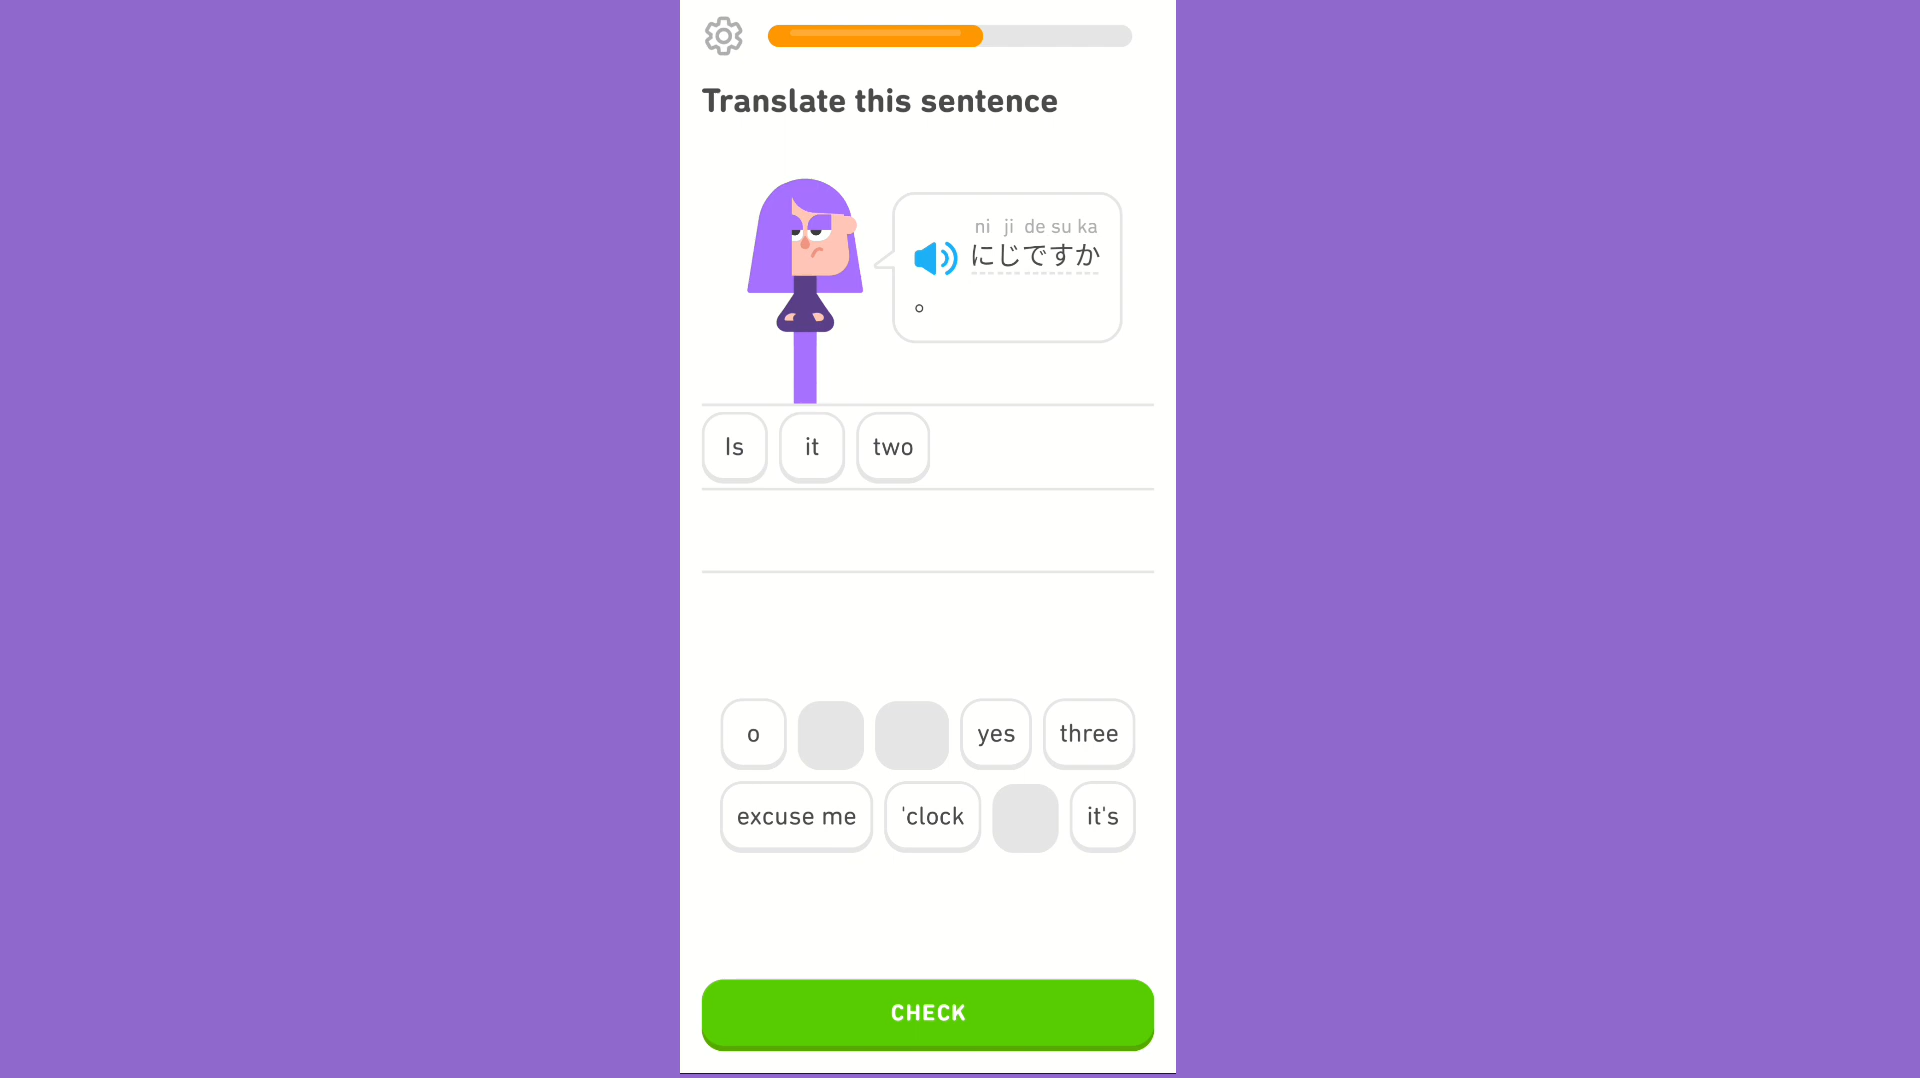 Translate this sentence
ni ji de su ka
にじですか
。
Is it two
o yes three
excuse me 'clock it's
CHECK